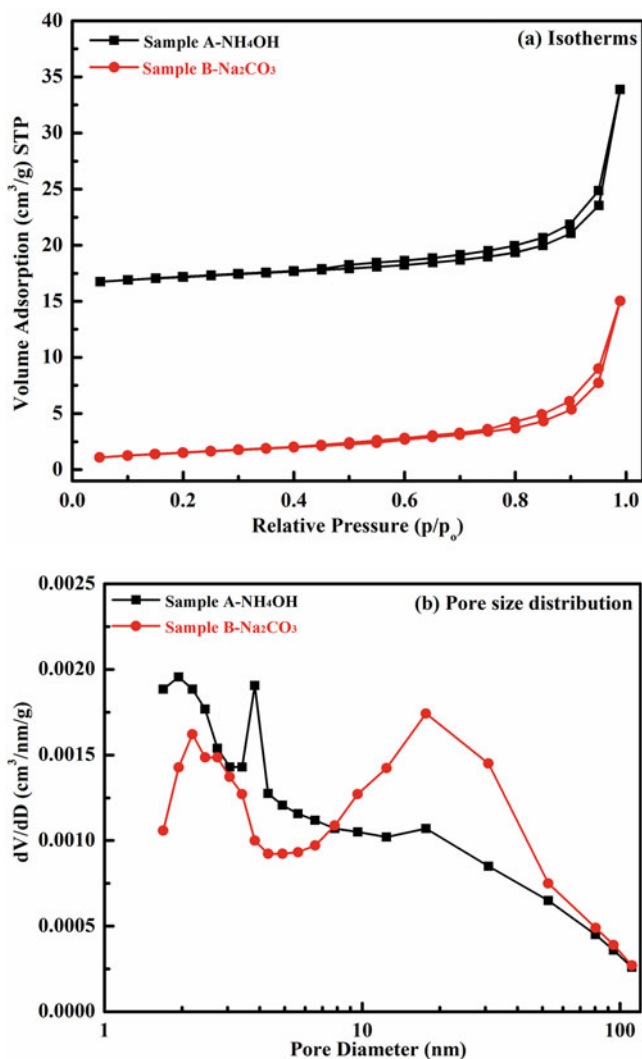 40
35
30
25
20
15
10
5
0
Volume Adsorption (cm³/g) STP
Sample A-NH₄OH
Sample B-Na₂CO₃
(a) Isotherms
0.0 0.2 0.4 0.6 0.8 1.0
Relative Pressure (p/pₒ)
0.0025
0.0020
0.0015
0.0010
0.0005
0.0000
dV/dD (cm³/nm/g)
Sample A-NH₄OH
Sample B-Na₂CO₃
(b) Pore size distribution
1 10 100
Pore Diameter (nm)